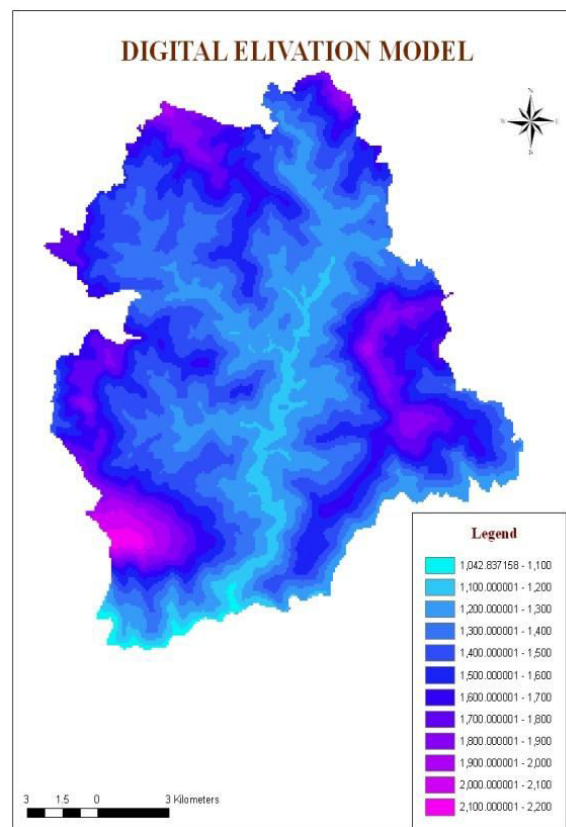 DIGITAL ELIVATION MODEL
Legend
1,042.837158 - 1,100
1,100.000001 - 1,200
1,200.000001 - 1,300
1,300.000001 - 1,400
1,400.000001 - 1,500
1,500.000001 - 1,600
1,600.000001 - 1,700
1,700.000001 - 1,800
1,800.000001 - 1,900
1,900.000001 - 2,000
2,000.000001 - 2,100
2,100.000001 - 2,200
3 1.5 0 3 Kilometers